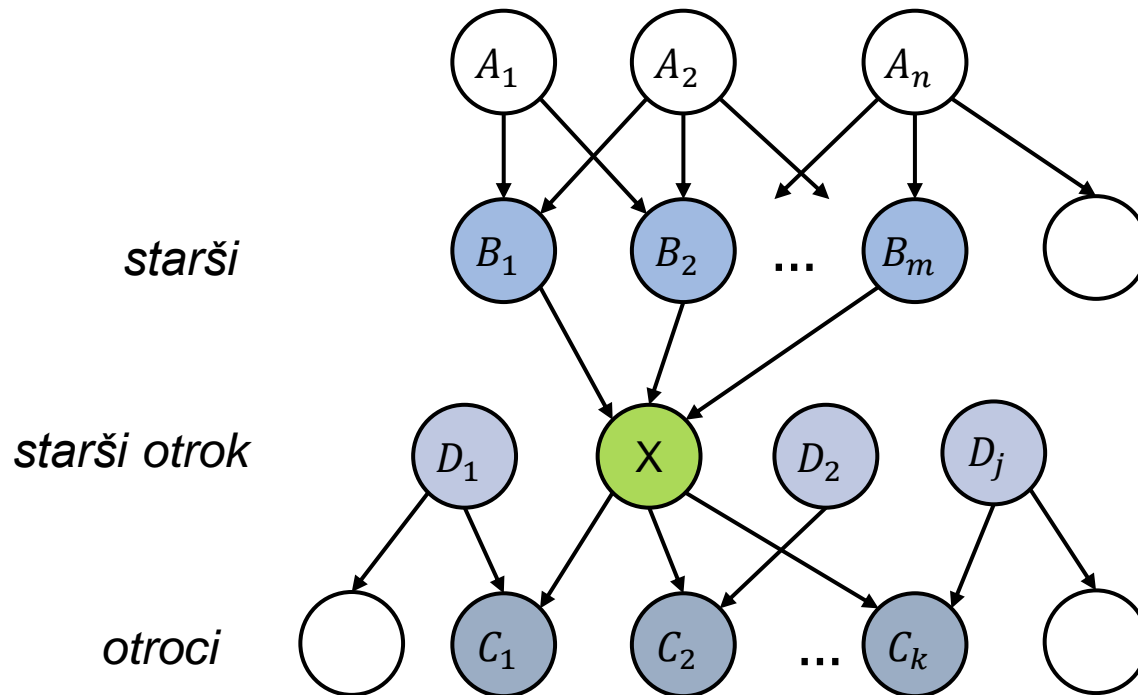 A₁ A₂ Aₙ
starši B₁ B₂ ... Bₘ
starši otrok D₁ X D₂ Dⱼ
otroci C₁ C₂ ... Cₖ